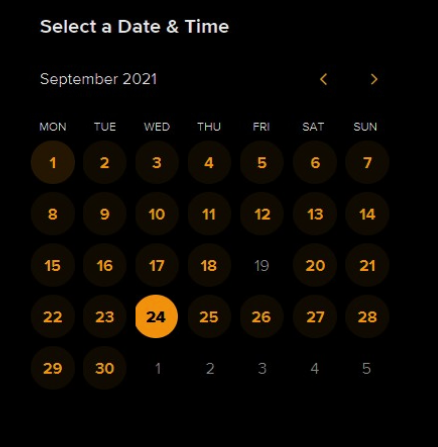 Select a Date & Time
September 2021
MON TUE WED THU FRI SAT SUN
1 2 3 4 5 6 7
8 9 10 11 12 13 14
15 16 17 18 19 20 21
22 23 24 25 26 27 28
29 30 1 2 3 4 5